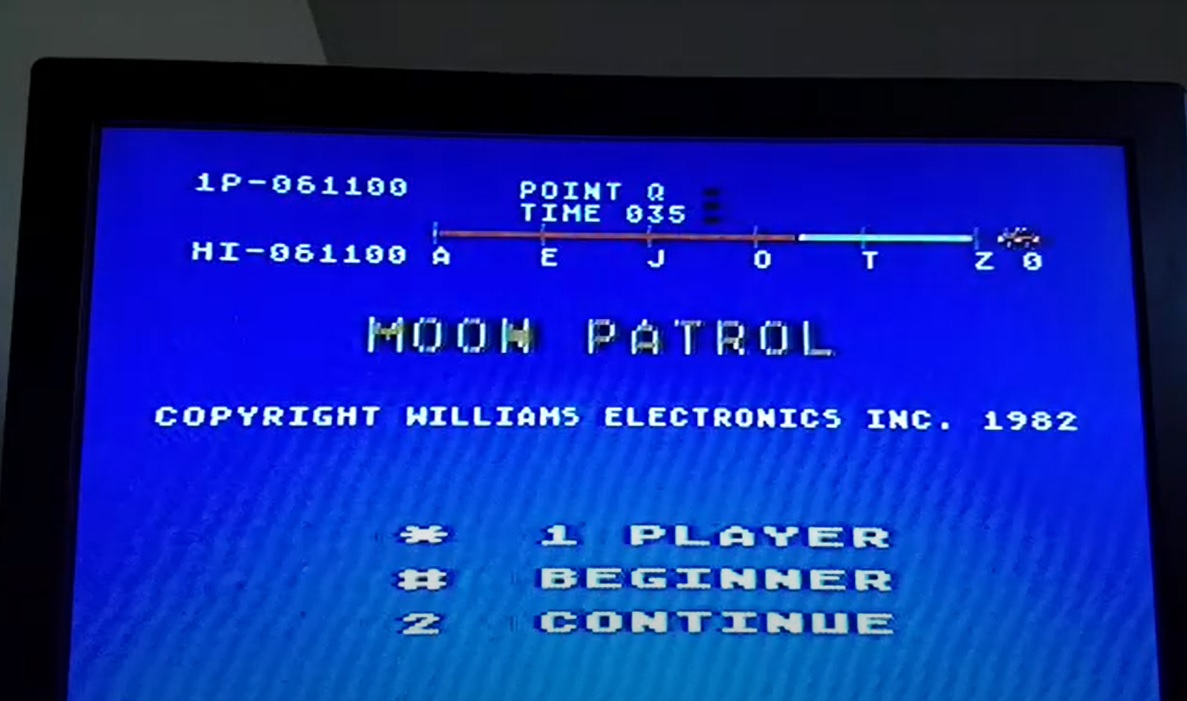 1P-061100
POINT Q
TIME 035
HI-061100 A E J O T Z 0
MOON PATROL
COPYRIGHT WILLIAMS ELECTRONICS INC. 1982
* 1 PLAYER
# BEGINNER
2 CONTINUE